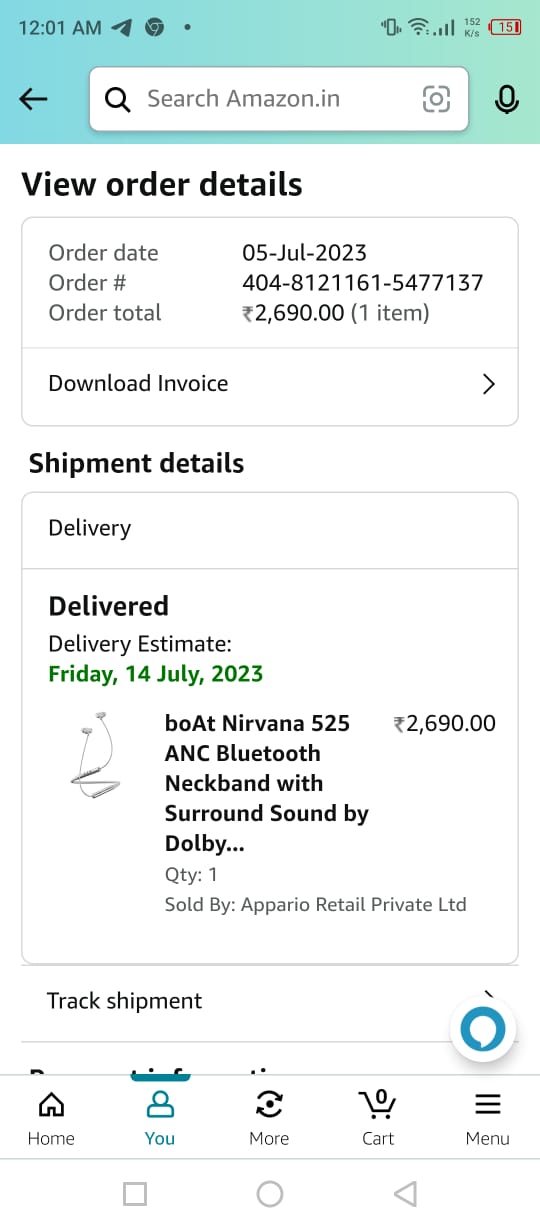 12:01 AM
152
K/s
15
Search Amazon.in
View order details
Order date 05-Jul-2023
Order # 404-8121161-5477137
Order total ₹2,690.00 (1 item)
Download Invoice
Shipment details
Delivery
Delivered
Delivery Estimate:
Friday, 14 July, 2023
boAt Nirvana 525 ₹2,690.00
ANC Bluetooth
Neckband with
Surround Sound by
Dolby...
Qty: 1
Sold By: Appario Retail Private Ltd
Track shipment
0
Home You More Cart Menu